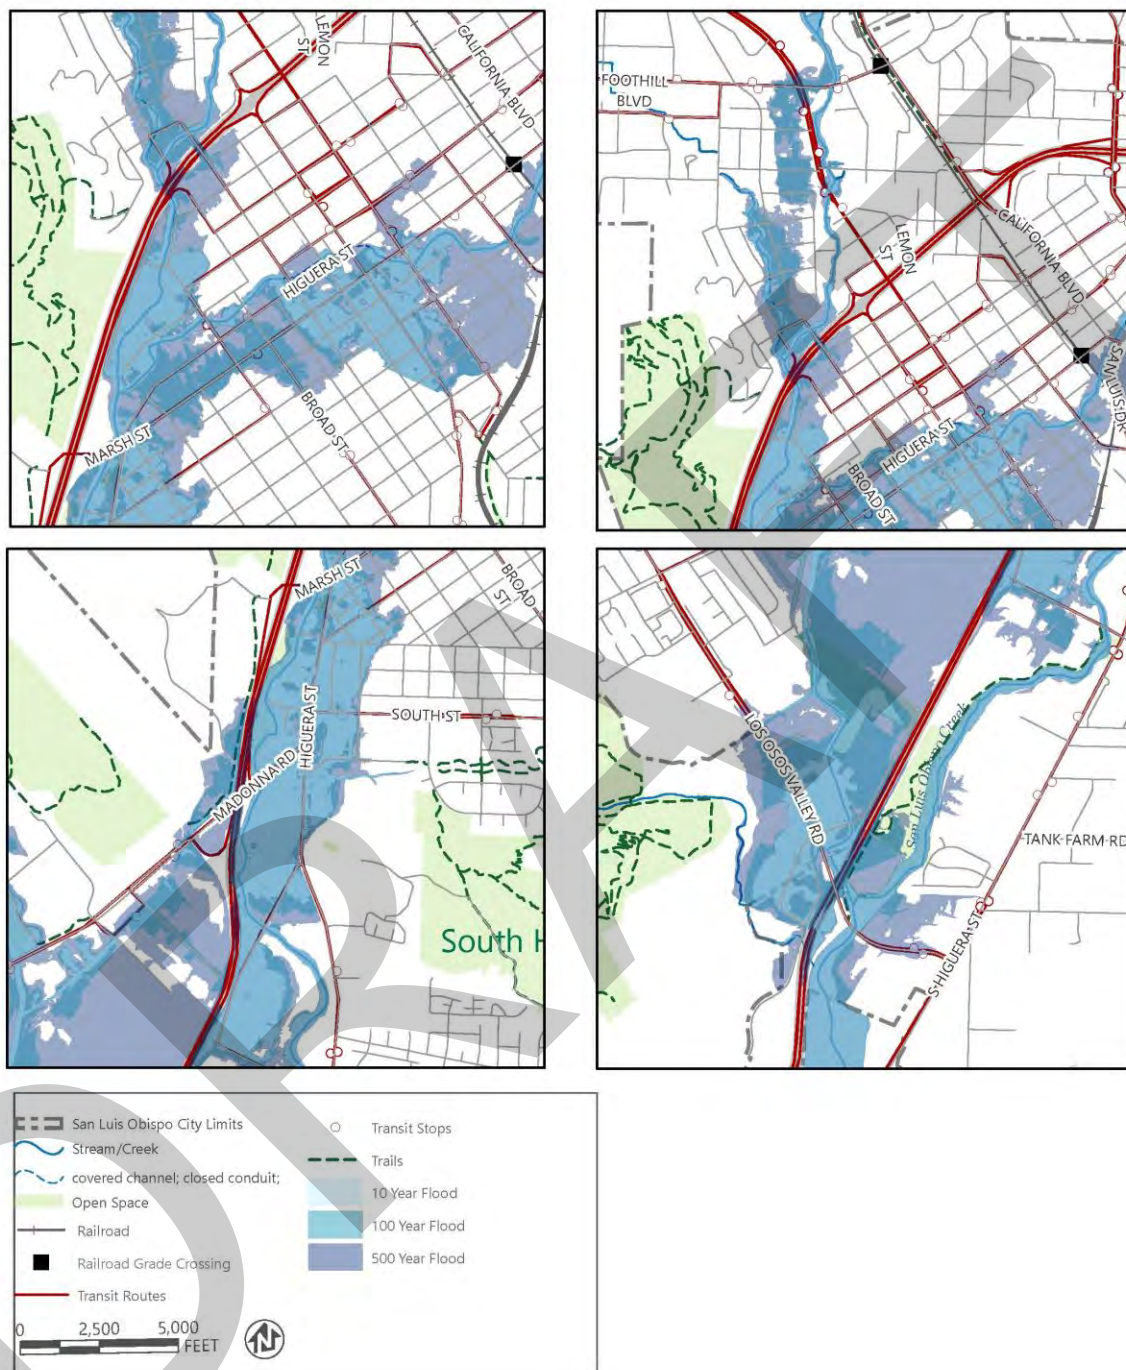 LEMON
ST
CALIFORNIA BLVD
HIGUERA ST
BROAD ST
MARSH ST
FOOTHILL
BLVD
LEMON
ST
CALIFORNIA BLVD
SAN LUIS DR
HIGUERA ST
BROAD ST
MARSH ST
BROAD
ST
HIGUERA ST
SOUTH ST
MADONNA RD
South H
LOS OSOS VALLEY RD
San Luis Obispo Creek
TANK FARM RD
S HIGUERA ST
San Luis Obispo City Limits
Stream/Creek
covered channel; closed conduit;
Open Space
Railroad
Railroad Grade Crossing
Transit Routes
Transit Stops
Trails
10 Year Flood
100 Year Flood
500 Year Flood
0 2,500 5,000
FEET
N
DRAFT